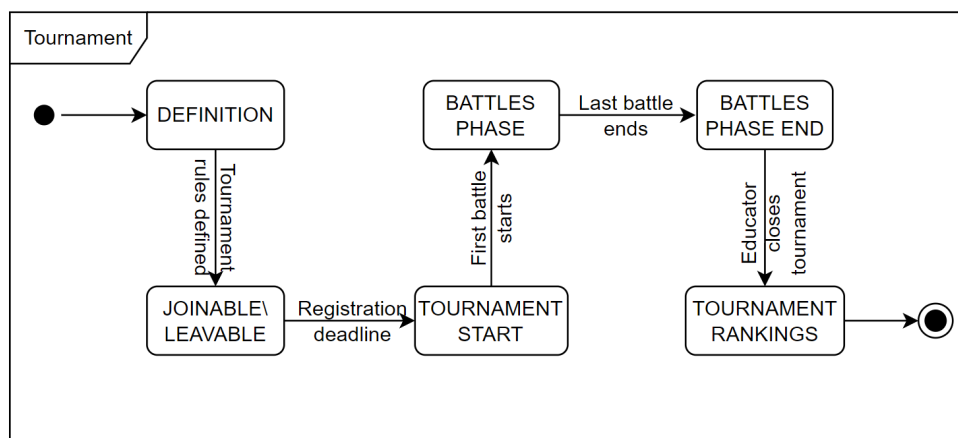 Tournament
DEFINITION
Tournament
rules defined
JOINABLE\
LEAVABLE
Registration
deadline
TOURNAMENT
START
First battle
starts
BATTLES
PHASE
Last battle
ends
BATTLES
PHASE END
Educator
closes
tournament
TOURNAMENT
RANKINGS